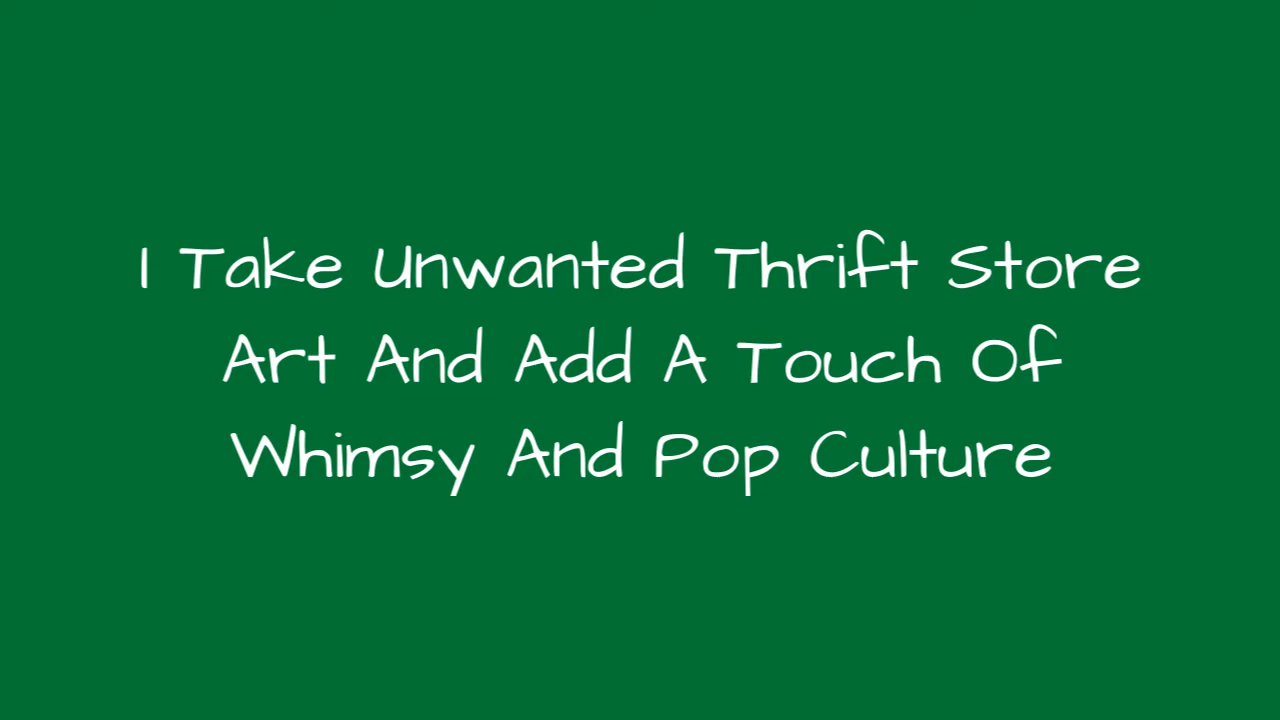 I Take Unwanted Thrift Store
Art And Add A Touch Of
Whimsy And Pop Culture